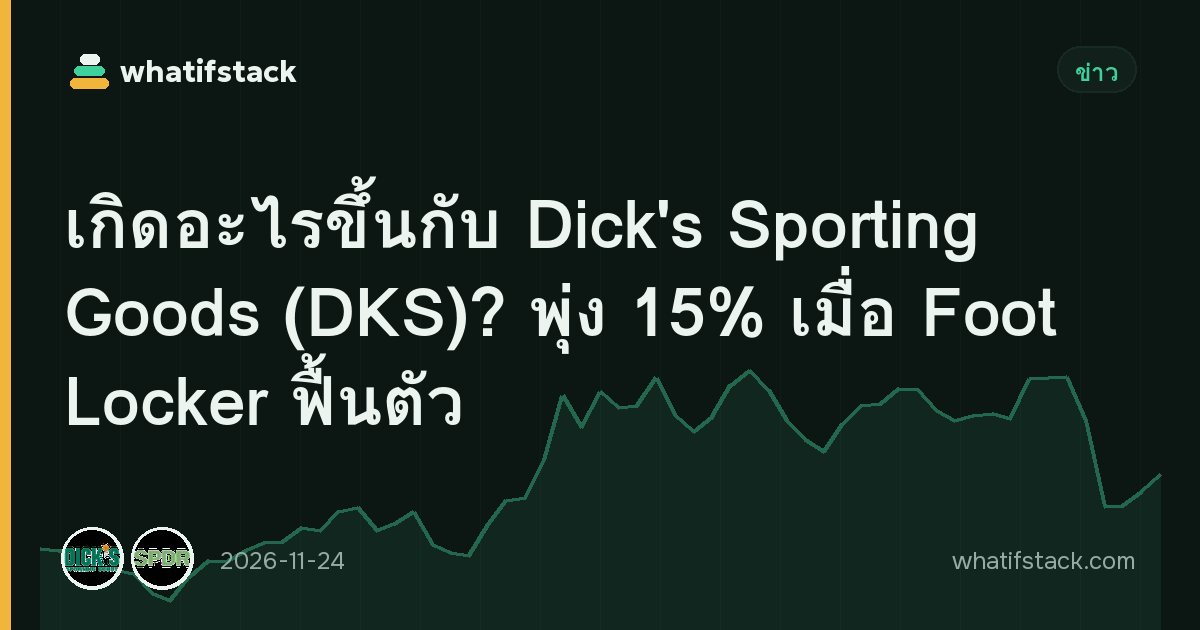 whatifstack
ข่าว
เกิดอะไรขึ้นกับ Dick's Sporting
Goods (DKS)? พุ่ง 15% เมื่อ Foot
Locker ฟื้นตัว
DICK'S
SPDR
2026-11-24
whatifstack.com